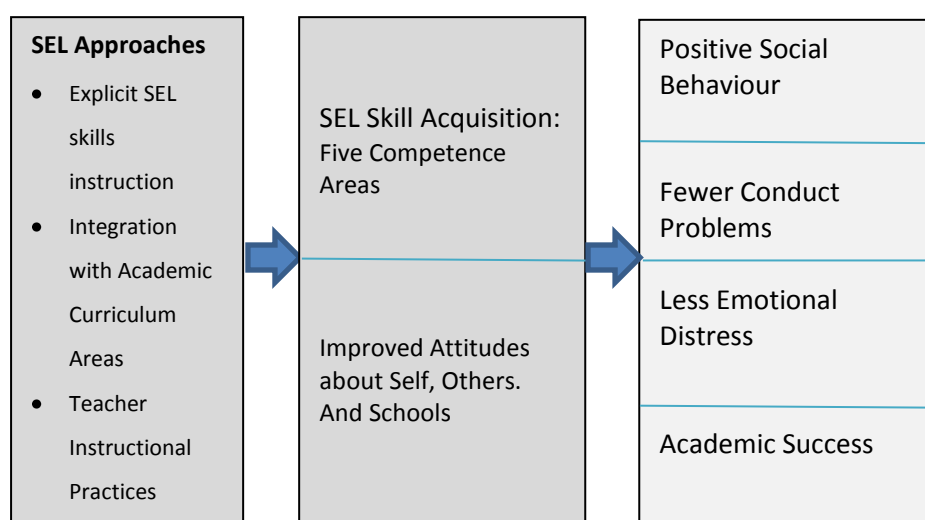 SEL Approaches
• Explicit SEL
skills
instruction
• Integration
with Academic
Curriculum
Areas
• Teacher
Instructional
Practices
SEL Skill Acquisition:
Five Competence
Areas
Improved Attitudes
about Self, Others.
And Schools
Positive Social
Behaviour
Fewer Conduct
Problems
Less Emotional
Distress
Academic Success